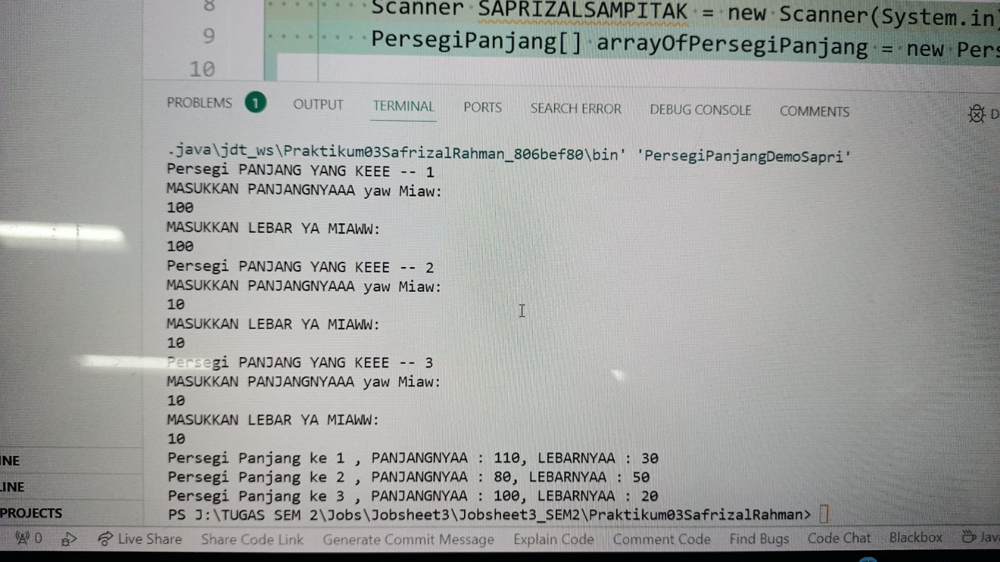 8 Scanner SAPRIZALSAMPITAK = new Scanner(System.in)
9 PersegiPanjang[] arrayOfPersegiPanjang = new Pers
10
PROBLEMS 1 OUTPUT TERMINAL PORTS SEARCH ERROR DEBUG CONSOLE COMMENTS D
.java\jdt_ws\Praktikum03SafrizalRahman_806bef80\bin' 'PersegiPanjangDemoSapri'
Persegi PANJANG YANG KEEE -- 1
MASUKKAN PANJANGNYAAA yaw Miaw:
100
MASUKKAN LEBAR YA MIAWW:
100
Persegi PANJANG YANG KEEE -- 2
MASUKKAN PANJANGNYAAA yaw Miaw:
10
MASUKKAN LEBAR YA MIAWW:
10
Persegi PANJANG YANG KEEE -- 3
MASUKKAN PANJANGNYAAA yaw Miaw:
10
MASUKKAN LEBAR YA MIAWW:
10
Persegi Panjang ke 1 , PANJANGNYAA : 110, LEBARNYAA : 30
Persegi Panjang ke 2 , PANJANGNYAA : 80, LEBARNYAA : 50
Persegi Panjang ke 3 , PANJANGNYAA : 100, LEBARNYAA : 20
PS J:\TUGAS SEM 2\Jobs\Jobsheet3\Jobsheet3_SEM2\Praktikum03SafrizalRahman>
INE
LINE
PROJECTS
0 Live Share Share Code Link Generate Commit Message Explain Code Comment Code Find Bugs Code Chat Blackbox Java